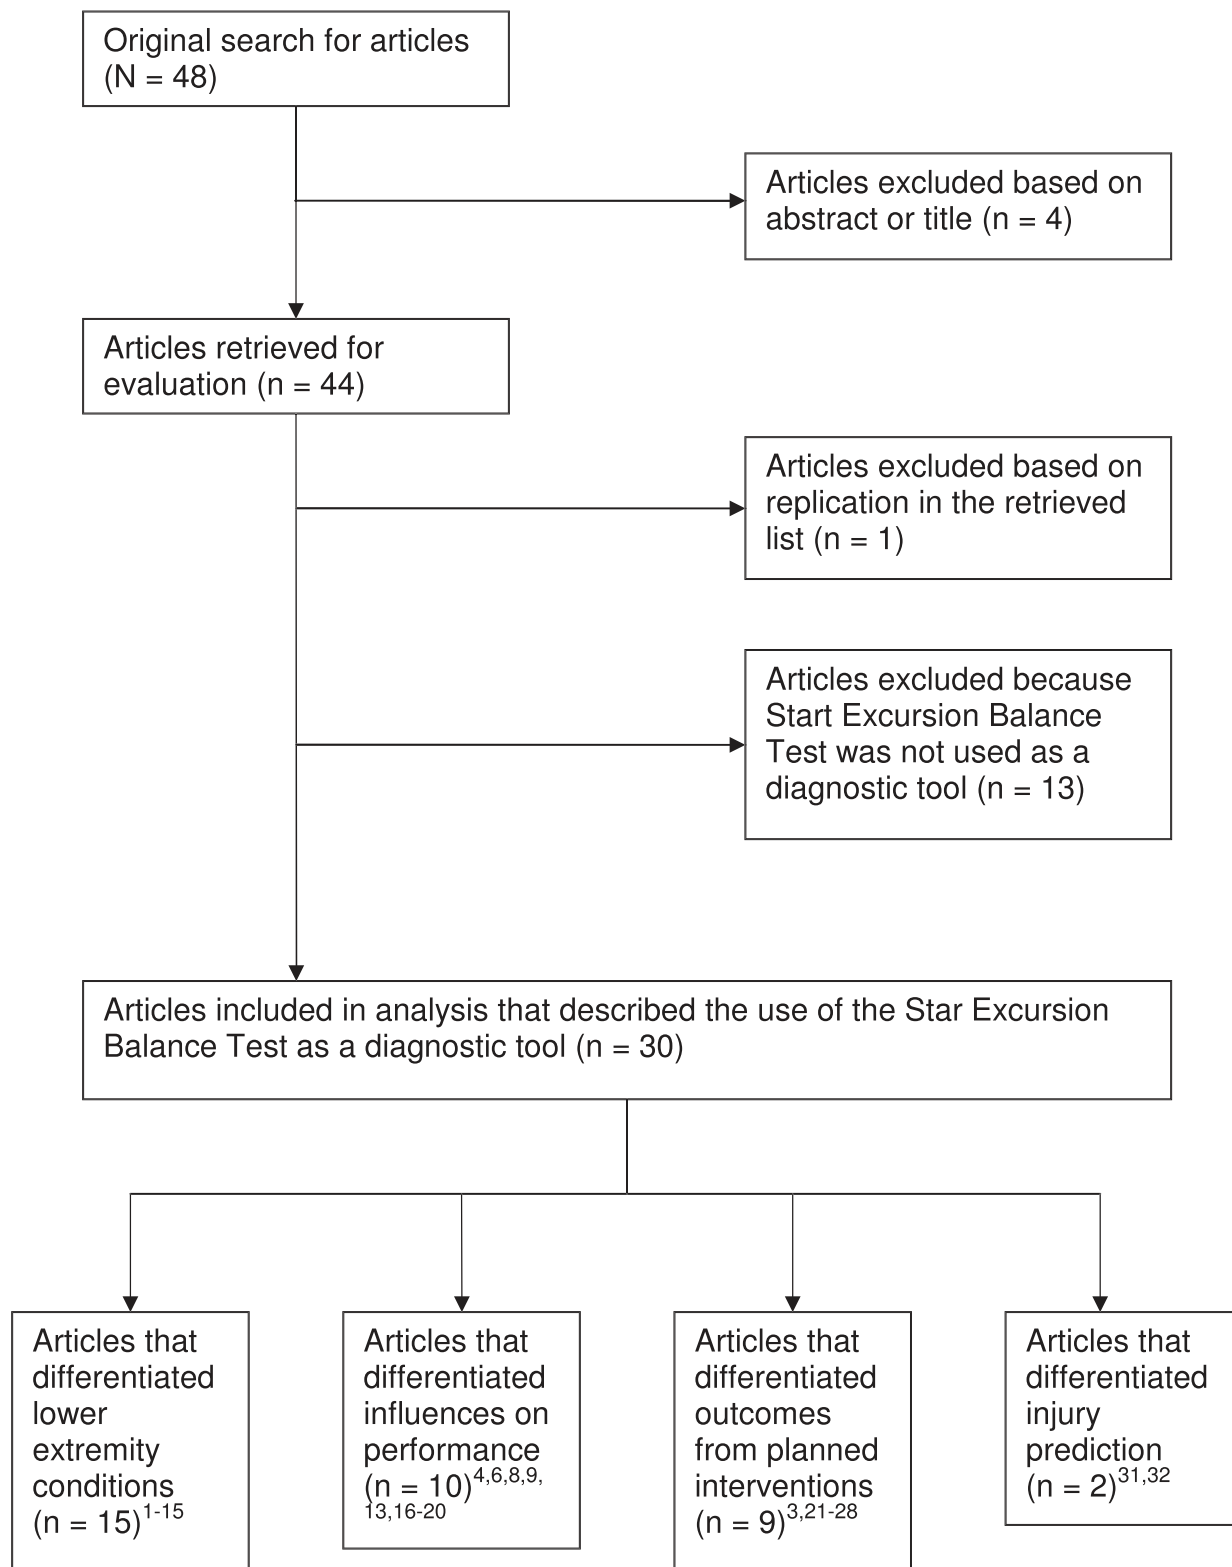 Original search for articles
(N = 48)
Articles excluded based on
abstract or title (n = 4)
Articles retrieved for
evaluation (n = 44)
Articles excluded based on
replication in the retrieved
list (n = 1)
Articles excluded because
Start Excursion Balance
Test was not used as a
diagnostic tool (n = 13)
Articles included in analysis that described the use of the Star Excursion
Balance Test as a diagnostic tool (n = 30)
Articles that
differentiated
lower
extremity
conditions
(n = 15)1-15
Articles that
differentiated
influences on
performance
(n = 10)4,6,8,9,
13,16-20
Articles that
differentiated
outcomes
from planned
interventions
(n = 9)3,21-28
Articles that
differentiated
injury
prediction
(n = 2)31,32